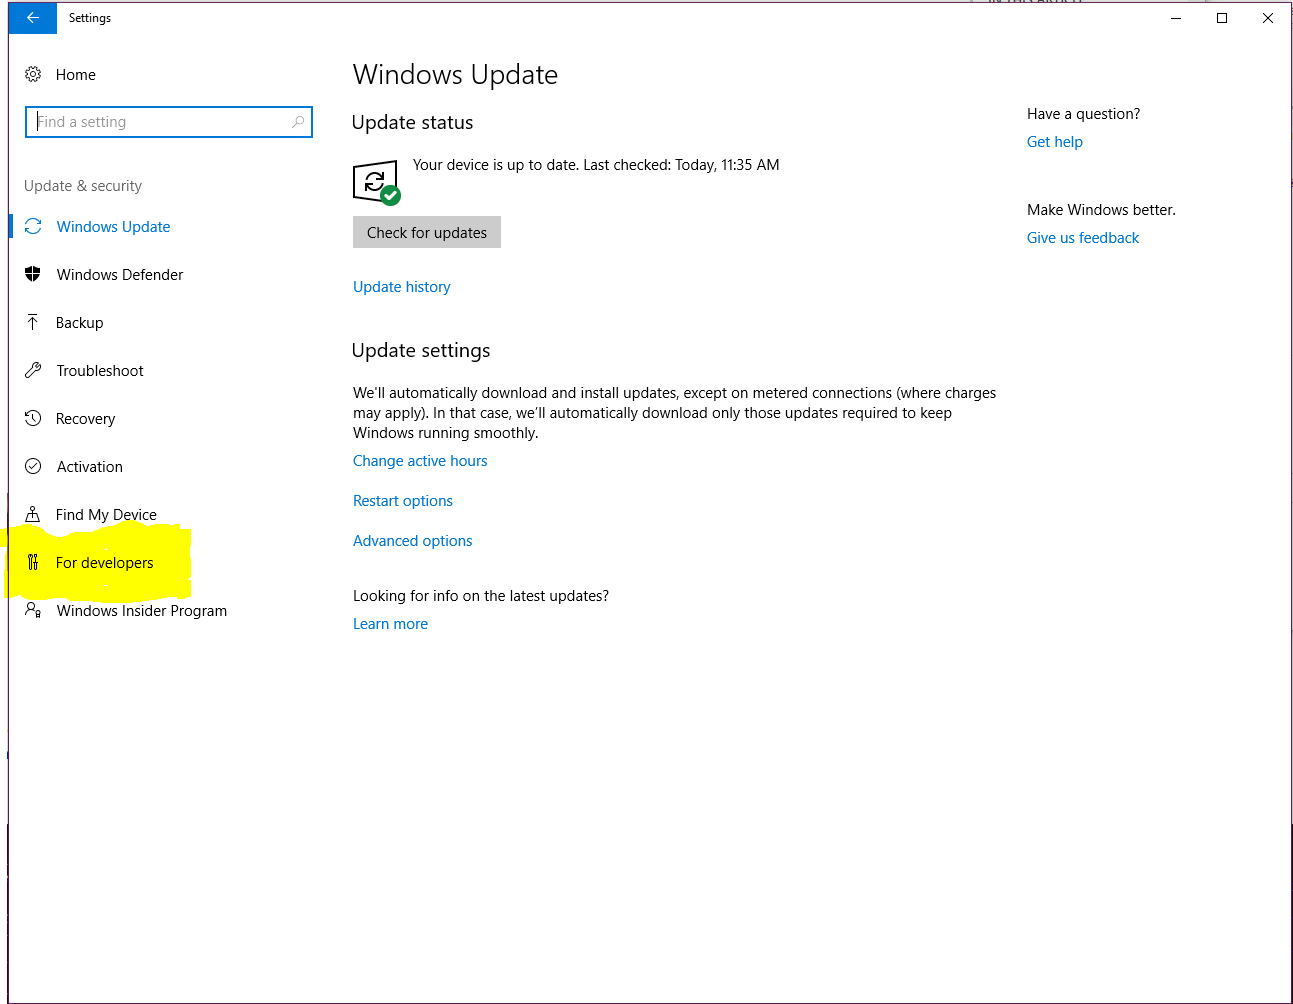 Settings
Home
Find a setting
Update & security
Windows Update
Windows Defender
Backup
Troubleshoot
Recovery
Activation
Find My Device
For developers
Windows Insider Program
Windows Update
Update status
Your device is up to date. Last checked: Today, 11:35 AM
Check for updates
Update history
Update settings
We'll automatically download and install updates, except on metered connections (where charges
may apply). In that case, we'll automatically download only those updates required to keep
Windows running smoothly.
Change active hours
Restart options
Advanced options
Looking for info on the latest updates?
Learn more
Have a question?
Get help
Make Windows better.
Give us feedback